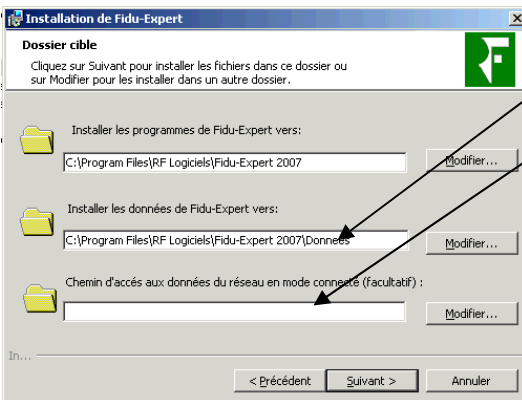 Installation de Fidu-Expert
Dossier cible
Cliquez sur Suivant pour installer les fichiers dans ce dossier ou
sur Modifier pour les installer dans un autre dossier.
Installer les programmes de Fidu-Expert vers:
C:\Program Files\RF Logiciels\Fidu-Expert 2007
Modifier...
Installer les données de Fidu-Expert vers:
C:\Program Files\RF Logiciels\Fidu-Expert 2007\Donnees
Modifier...
Chemin d'accés aux données du réseau en mode connecté (facultatif) :
Modifier...
In...
< Précédent
Suivant >
Annuler